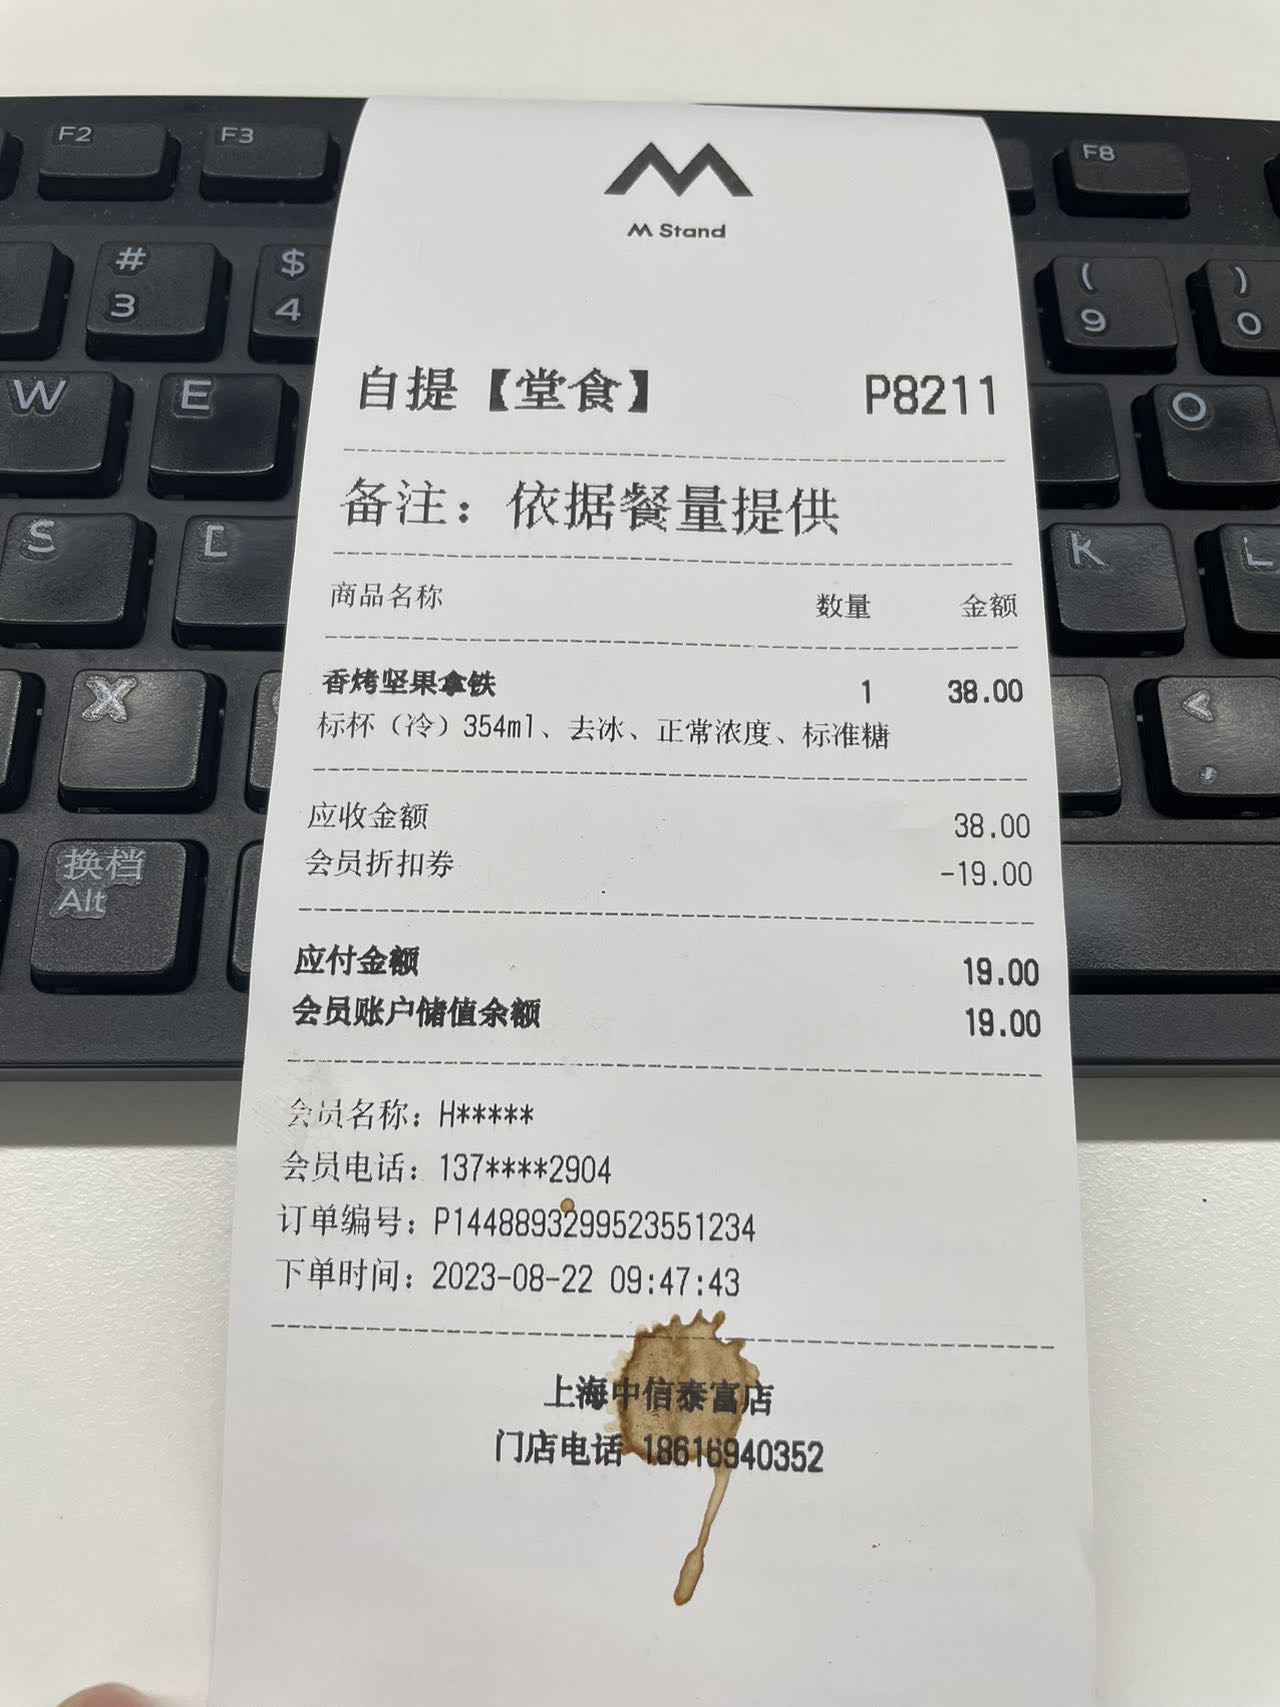 F2
F3
F8
#
3
$
4
(
9
)
0
W
E
O
S
K
L
X
<
换档
Alt
M Stand
自提【堂食】 P8211
备注：依据餐量提供
商品名称 数量 金额
香烤坚果拿铁 1 38.00
标杯（冷）354ml、去冰、正常浓度、标准糖
应收金额 38.00
会员折扣券 -19.00
应付金额 19.00
会员账户储值余额 19.00
会员名称：H*****
会员电话：137****2904
订单编号：P1448893299523551234
下单时间：2023-08-22 09:47:43
上海中信泰富店
门店电话 18616940352